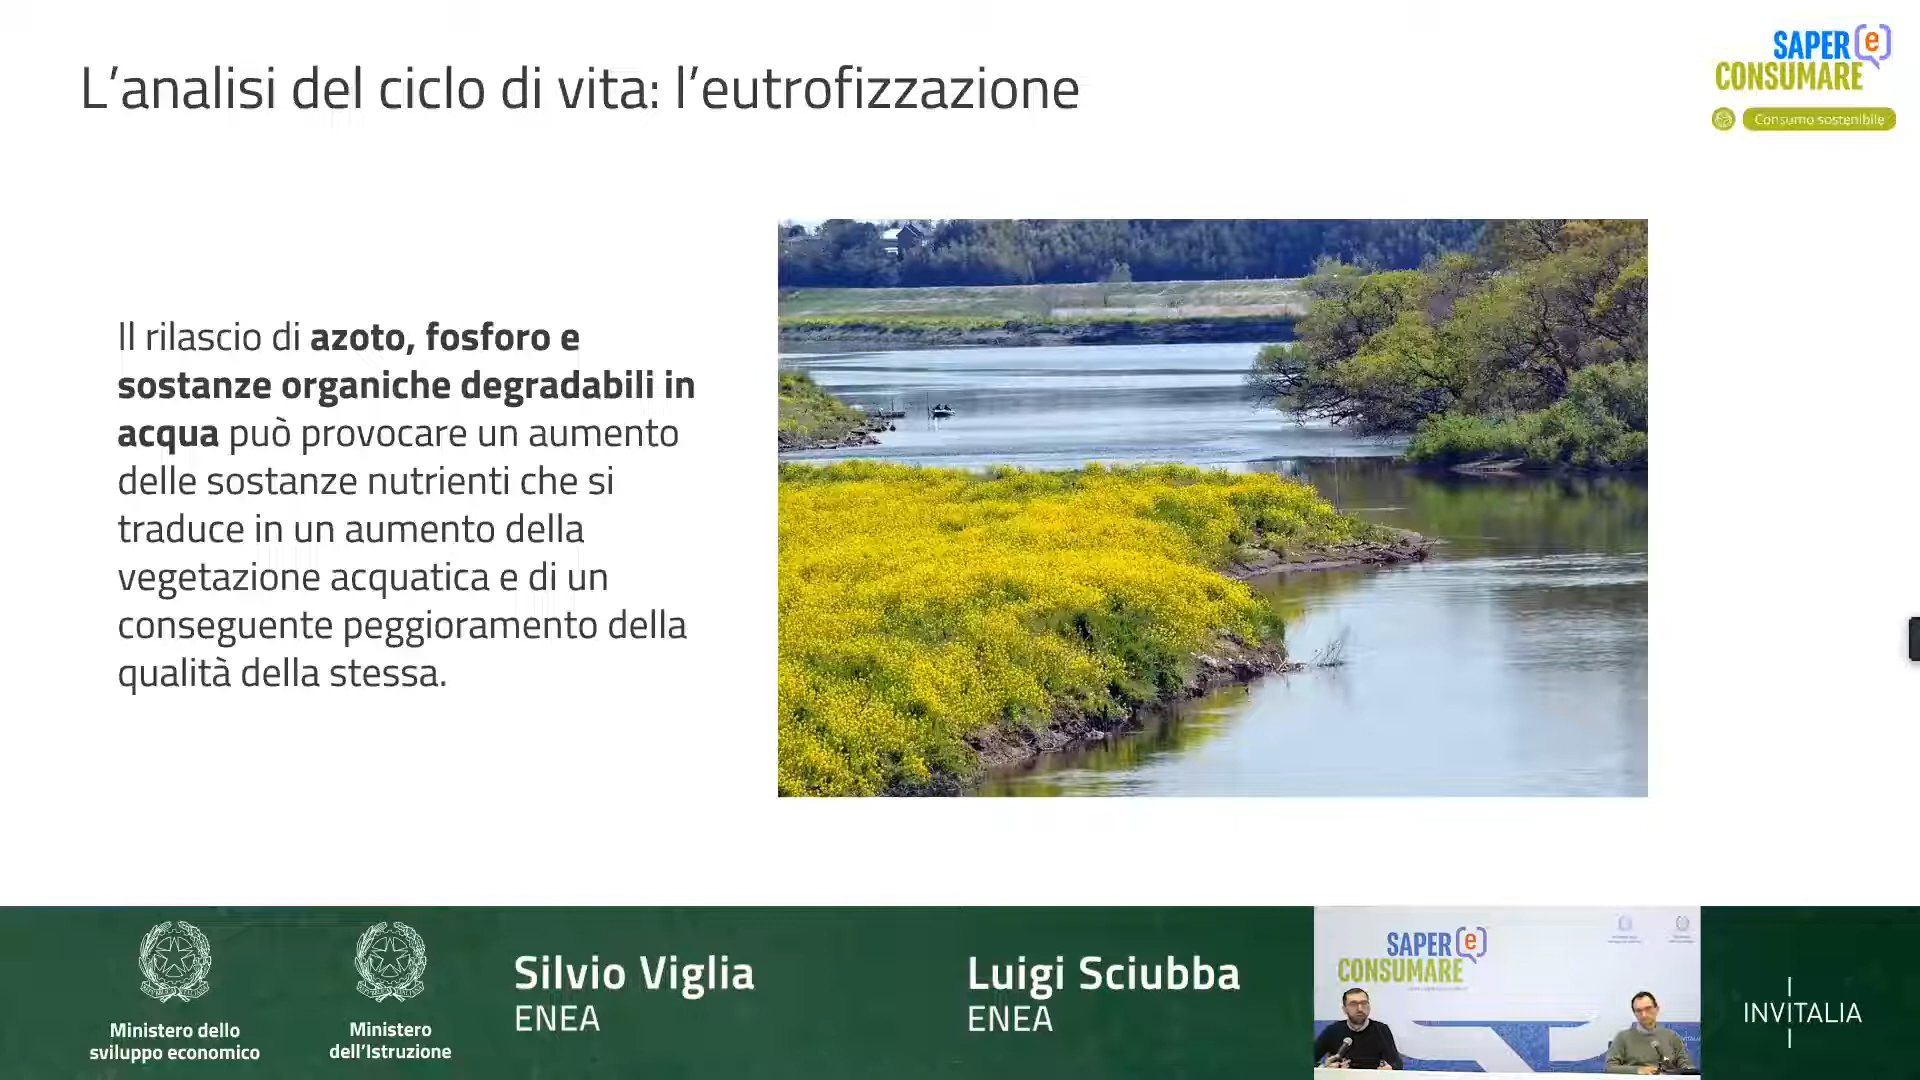 L’analisi del ciclo di vita: l’eutrofizzazione
SAPER(e)
CONSUMARE
Consumo sostenibile
Il rilascio di azoto, fosforo e
sostanze organiche degradabili in
acqua può provocare un aumento
delle sostanze nutrienti che si
traduce in un aumento della
vegetazione acquatica e di un
conseguente peggioramento della
qualità della stessa.
Ministero dello
sviluppo economico
Ministero
dell’Istruzione
Silvio Viglia
ENEA
Luigi Sciubba
ENEA
SAPER(e)
CONSUMARE
INVITALIA